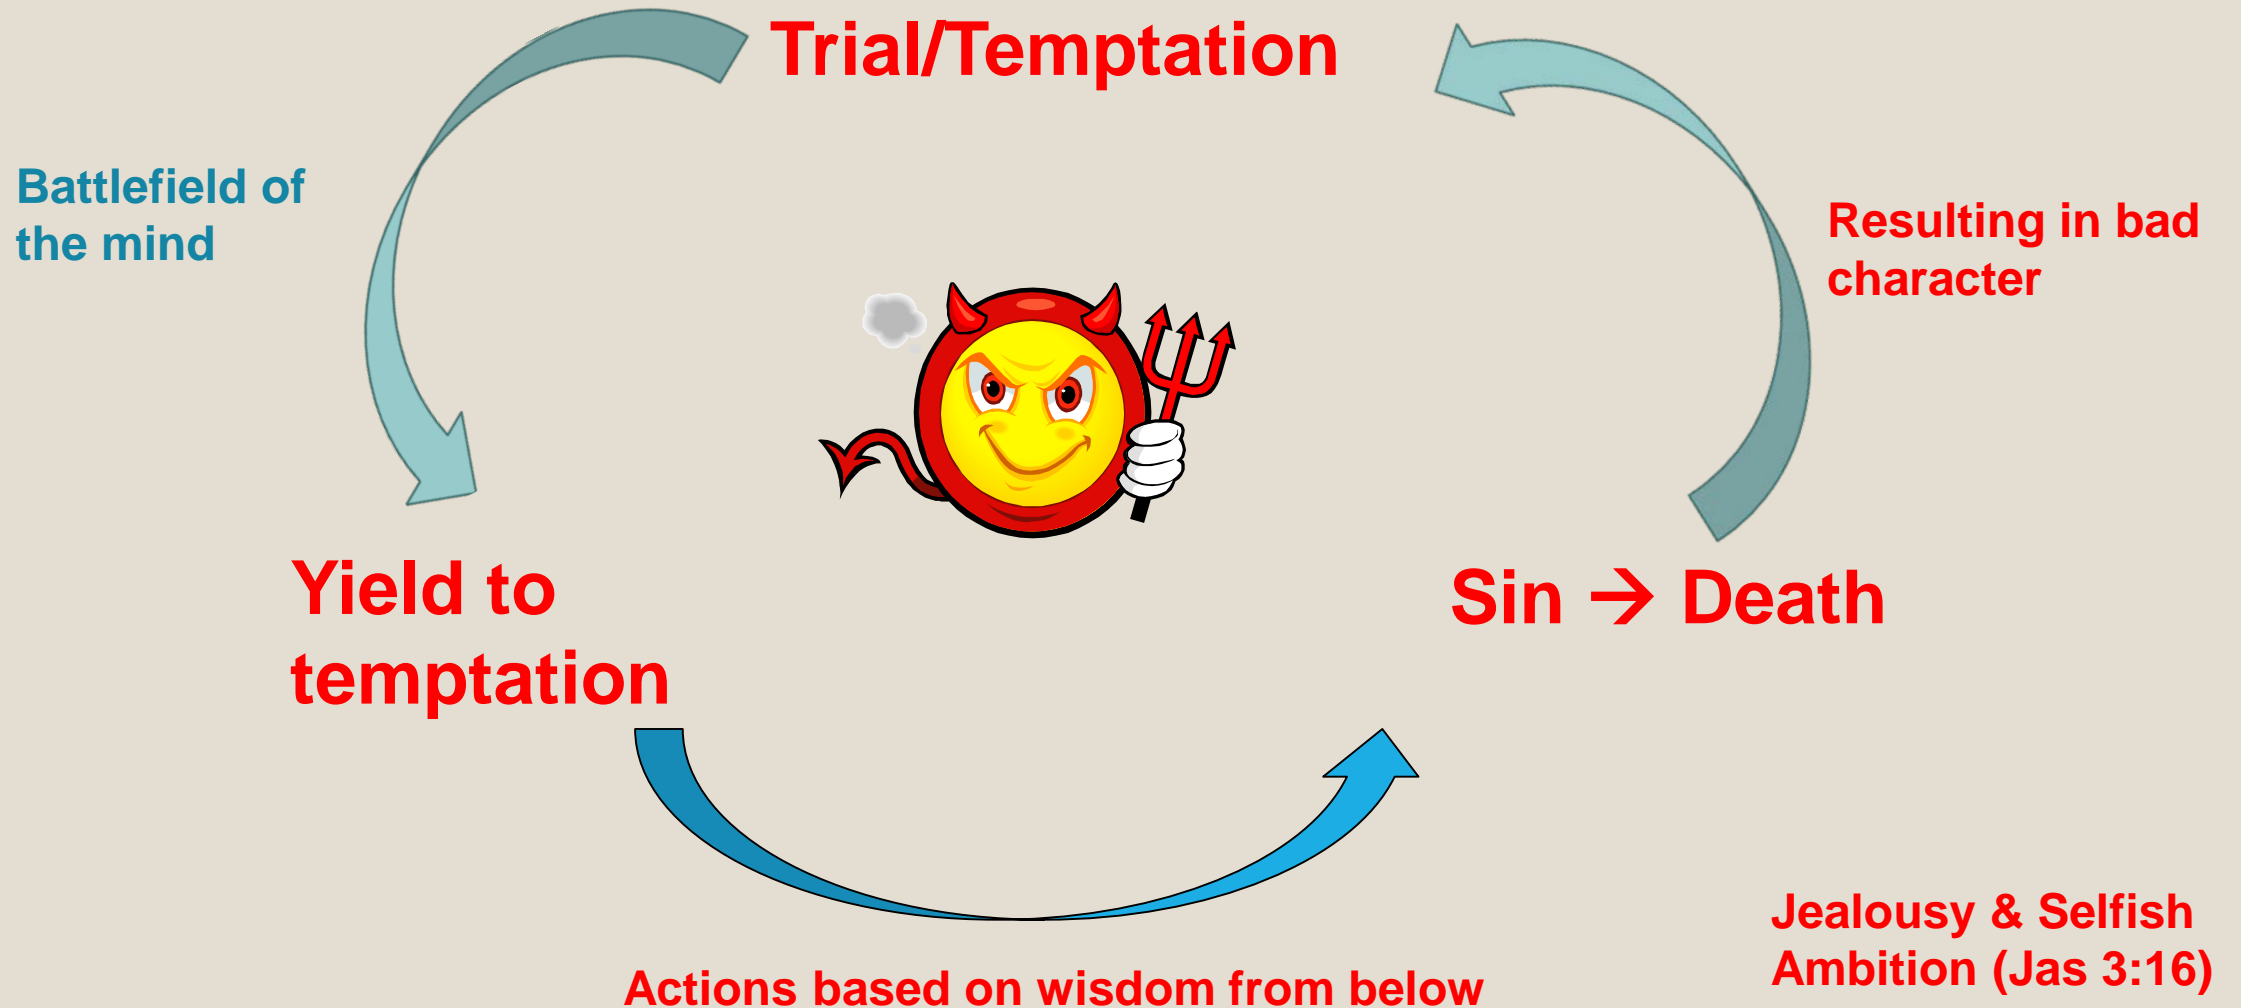 Trial/Temptation
Battlefield of
the mind
Resulting in bad
character
Yield to
temptation
Sin → Death
Jealousy & Selfish
Ambition (Jas 3:16)
Actions based on wisdom from below